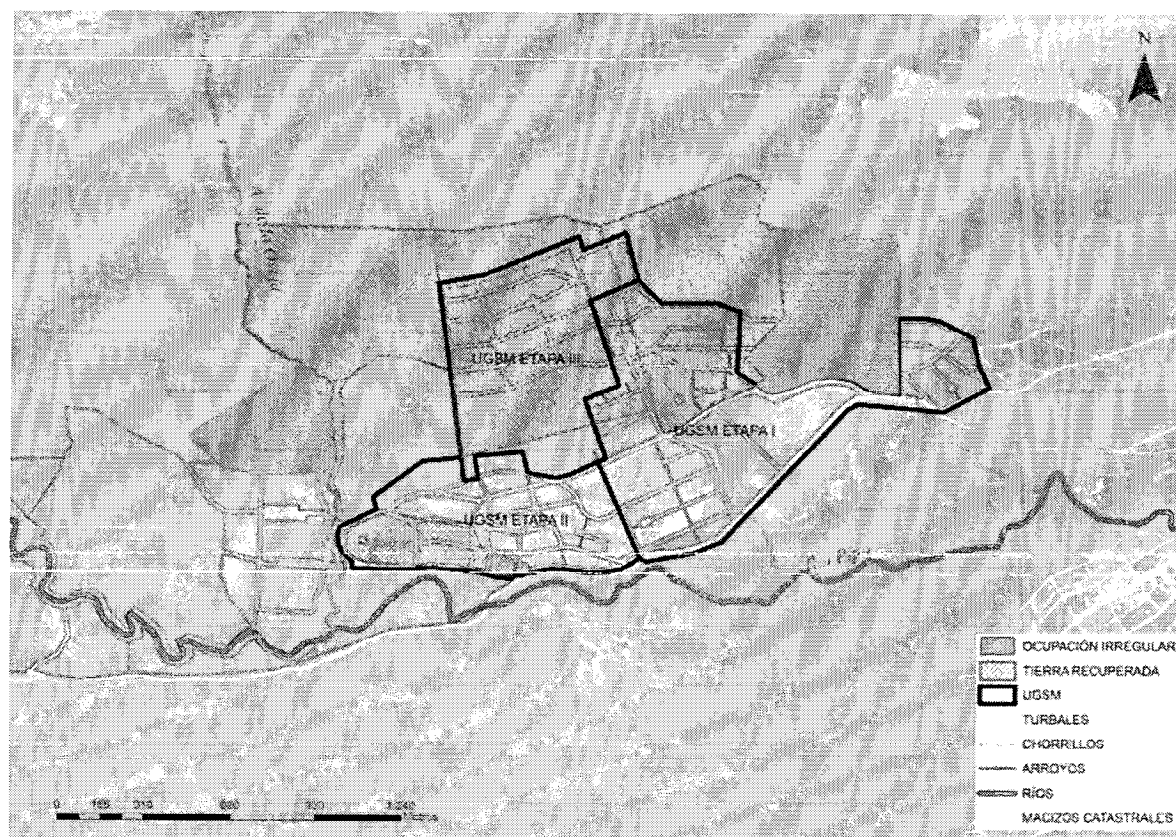 N
UGSM ETAPA III
UGSM ETAPA I
UGSM ETAPA II
OCUPACIÓN IRREGULAR
TIERRA RECUPERADA
UGSM
TURBALES
CHORRILLOS
ARROYOS
RÍOS
MACIZOS CATASTRALES
0 310